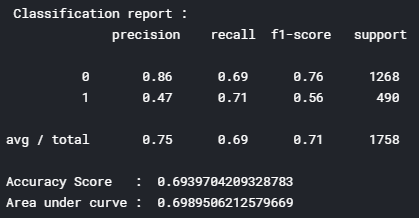 Classification report :
precision recall f1-score support
0 0.86 0.69 0.76 1268
1 0.47 0.71 0.56 490
avg / total 0.75 0.69 0.71 1758
Accuracy Score : 0.6939704209328783
Area under curve : 0.6989506212579669